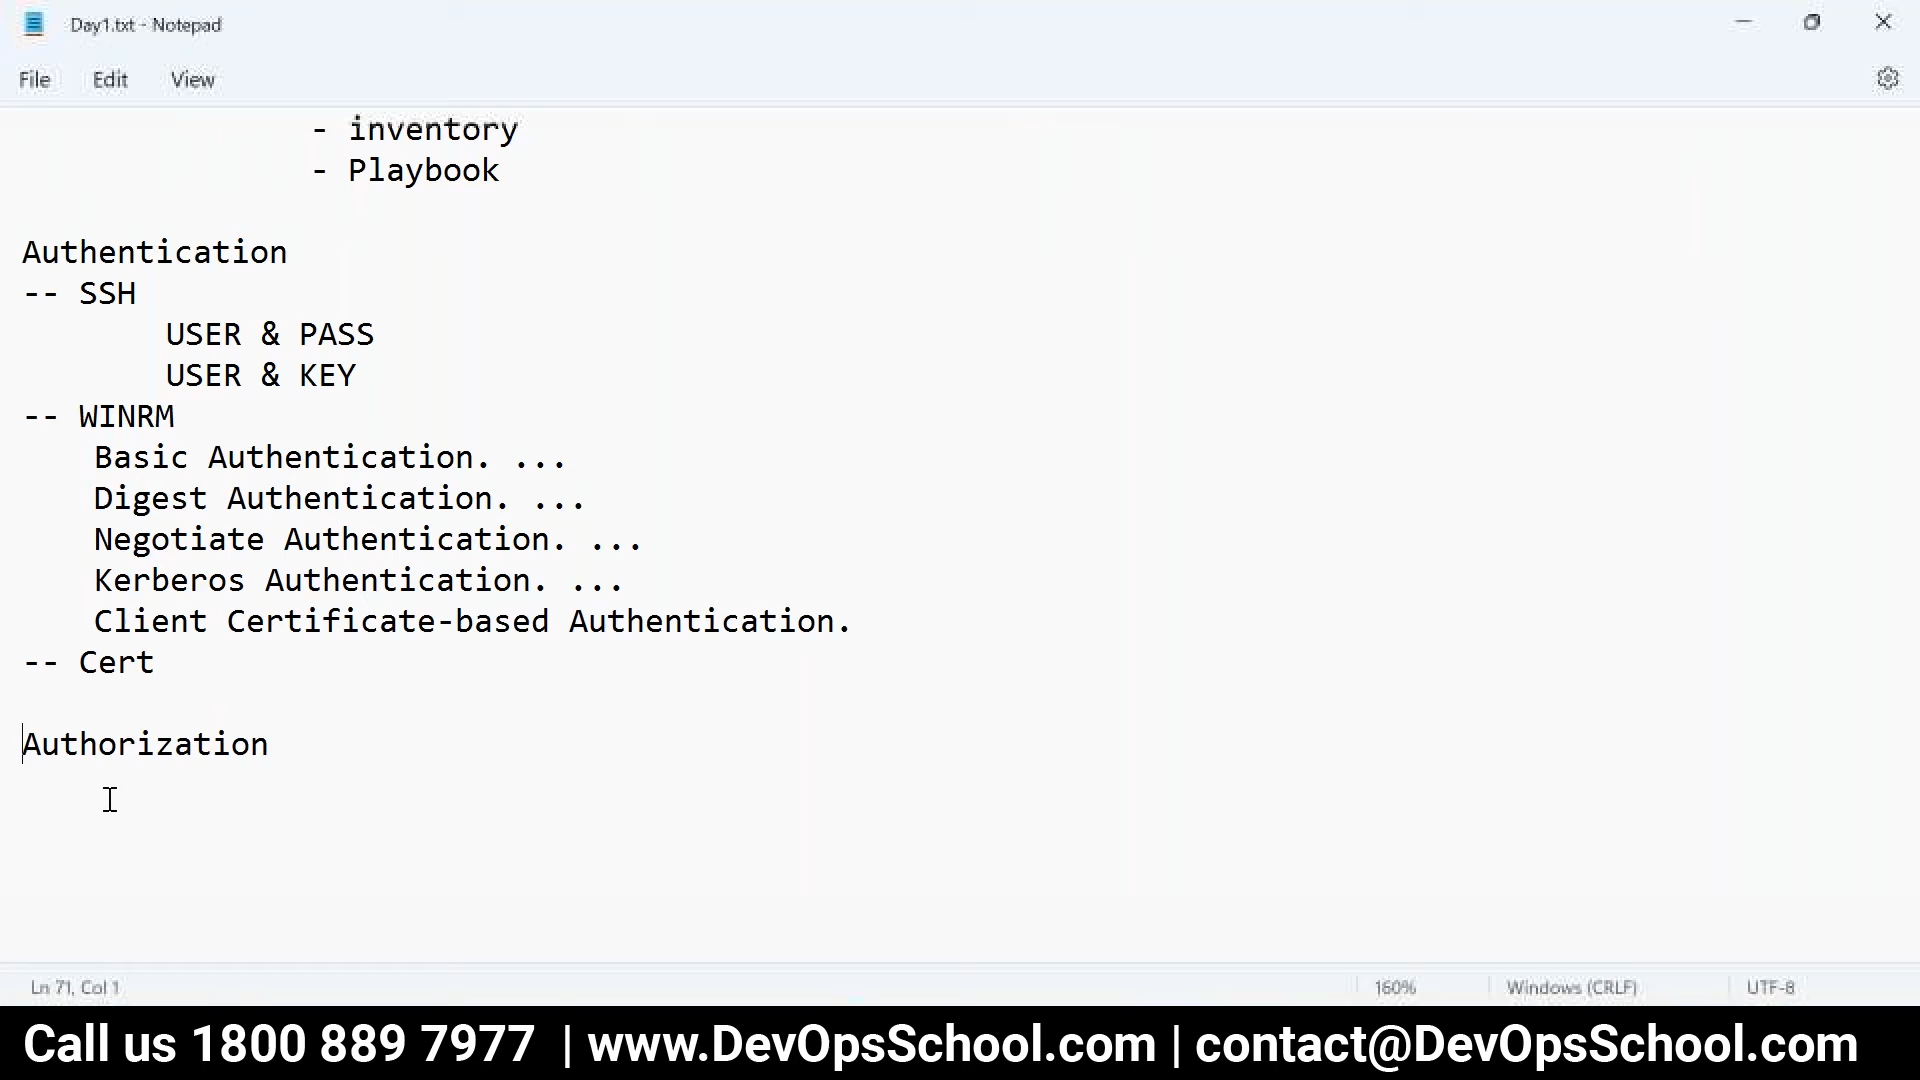 Day1.txt - Notepad
File Edit View
- inventory
- Playbook
Authentication
-- SSH
USER & PASS
USER & KEY
-- WINRM
Basic Authentication. ...
Digest Authentication. ...
Negotiate Authentication. ...
Kerberos Authentication. ...
Client Certificate-based Authentication.
-- Cert
Authorization
Ln 71, Col 1 160% Windows (CRLF) UTF-8
Call us 1800 889 7977 | www.DevOpsSchool.com | contact@DevOpsSchool.com